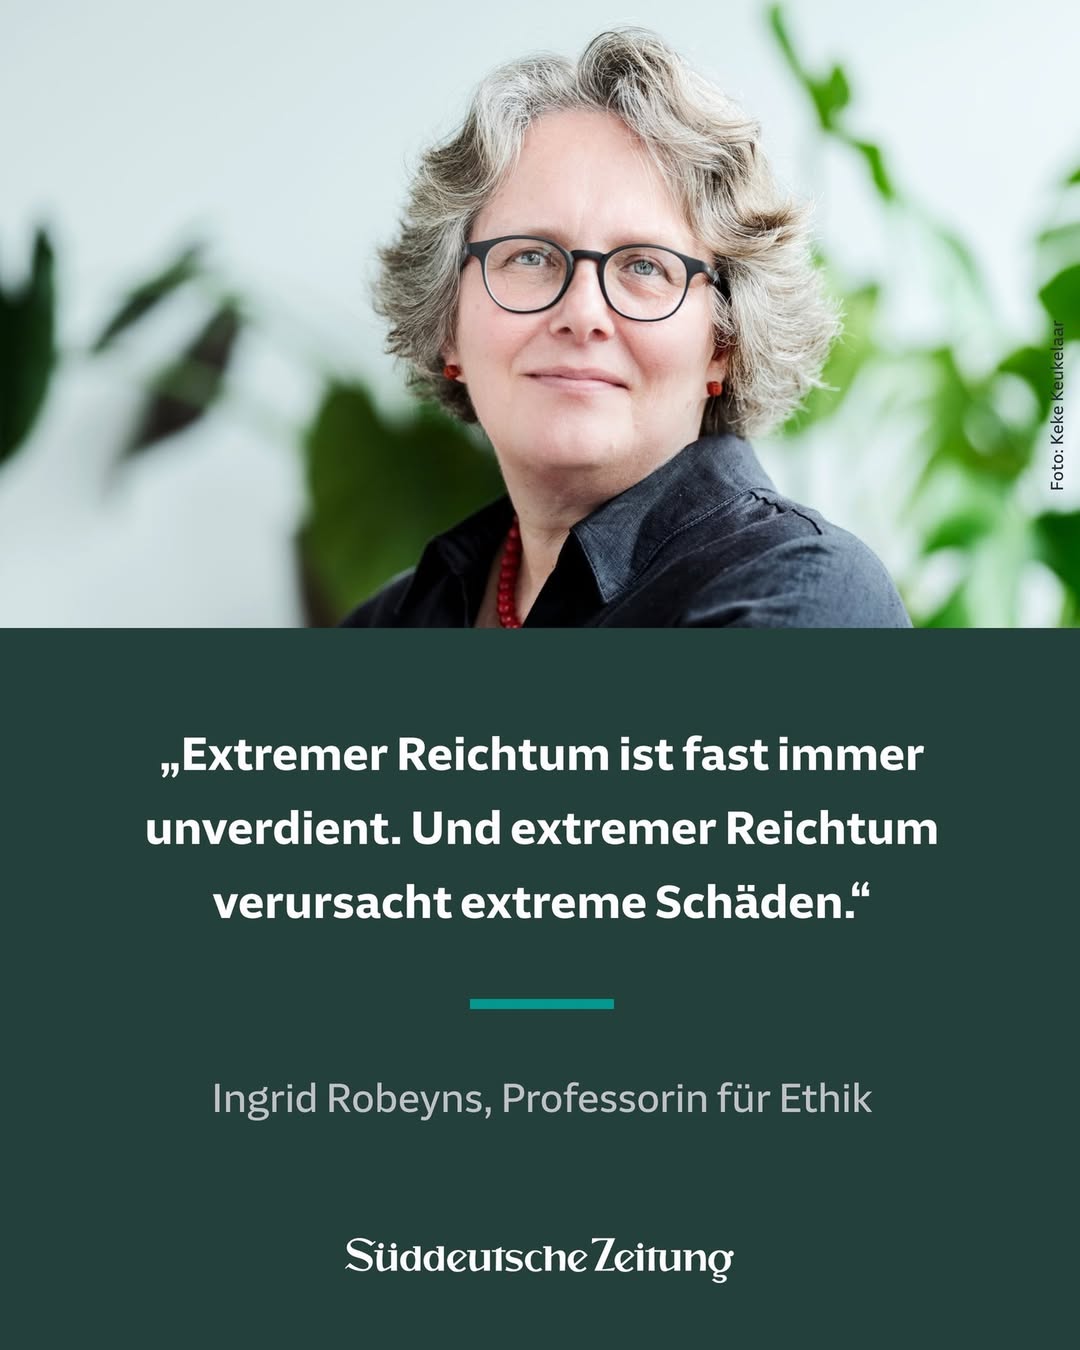 Foto: Keke Keukelaar
„Extremer Reichtum ist fast immer
unverdient. Und extremer Reichtum
verursacht extreme Schäden.“
Ingrid Robeyns, Professorin für Ethik
Süddeutsche Zeitung